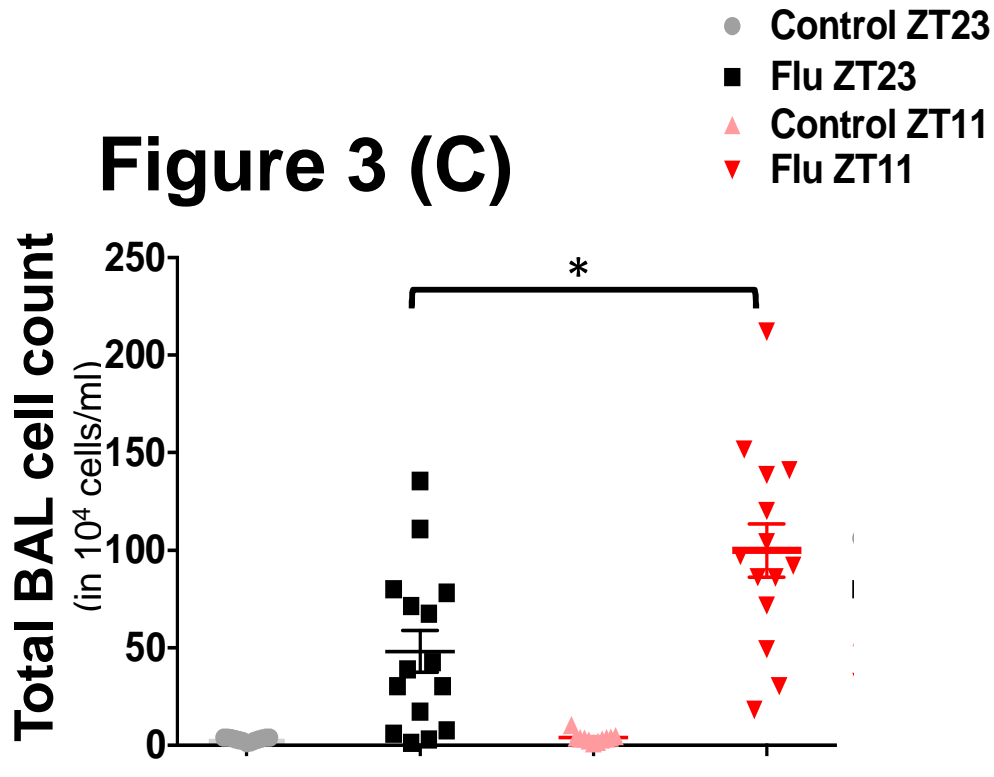 Control ZT23
Flu ZT23
Control ZT11
Flu ZT11
Figure 3 (C)
Total BAL cell count
(in 10⁴ cells/ml)
250
200
150
100
50
0
*